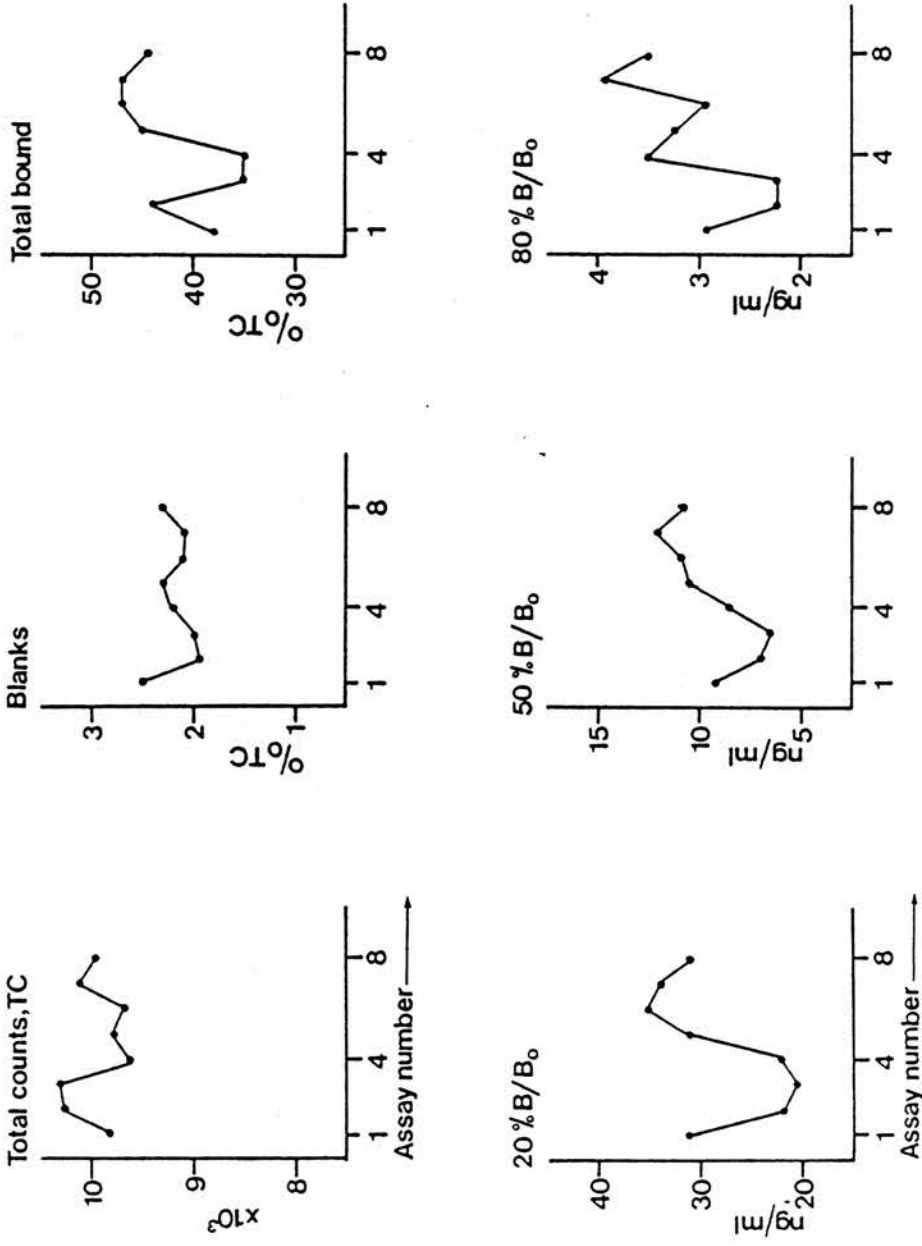 Total counts,TC
x10³
10
9
8
1
4
8
Assay number
Blanks
%TC
3
2
1
1
4
8
Total bound
%TC
50
40
30
1
4
8
20 % B/B₀
ng/ml
40
30
20
1
4
8
Assay number
50 % B/B₀
ng/ml
15
10
5
1
4
8
80 % B/B₀
ng/ml
4
3
2
1
4
8